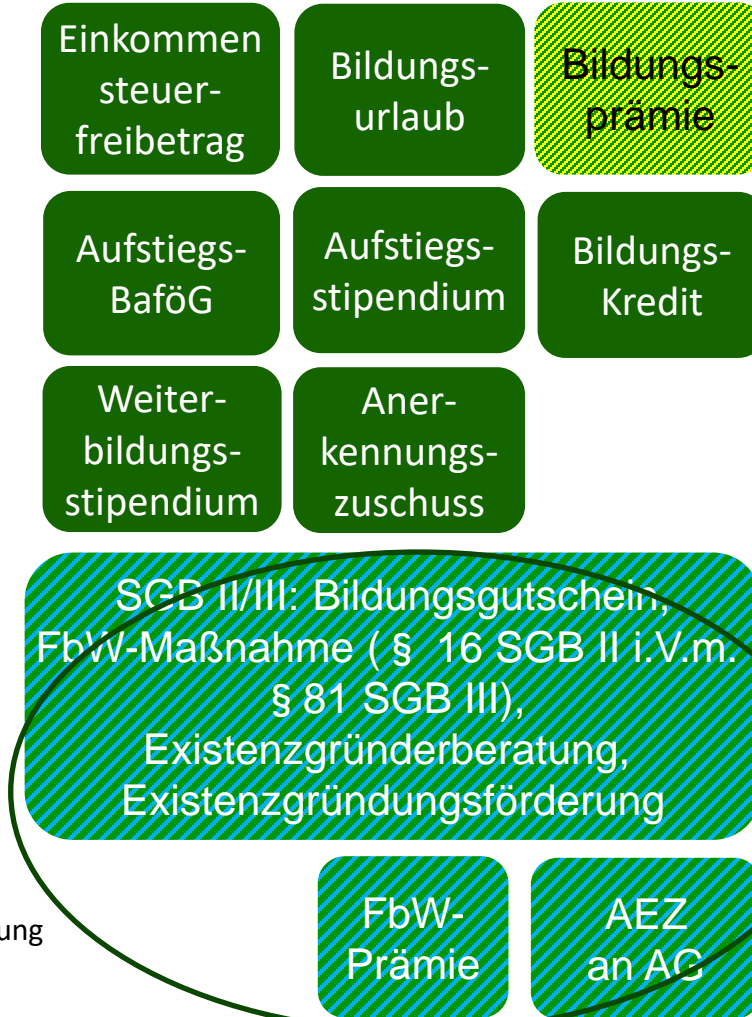 Einkommen
steuer-
freibetrag
Bildungs-
urlaub
Bildungs-
prämie
Aufstiegs-
BaföG
Aufstiegs-
stipendium
Bildungs-
Kredit
Weiter-
bildungs-
stipendium
Aner-
kennungs-
zuschuss
SGB II/III: Bildungsgutschein,
FbW-Maßnahme ( § 16 SGB II i.V.m.
§ 81 SGB III),
Existenzgründerberatung,
Existenzgründungsförderung
ung
FbW-
Prämie
AEZ
an AG